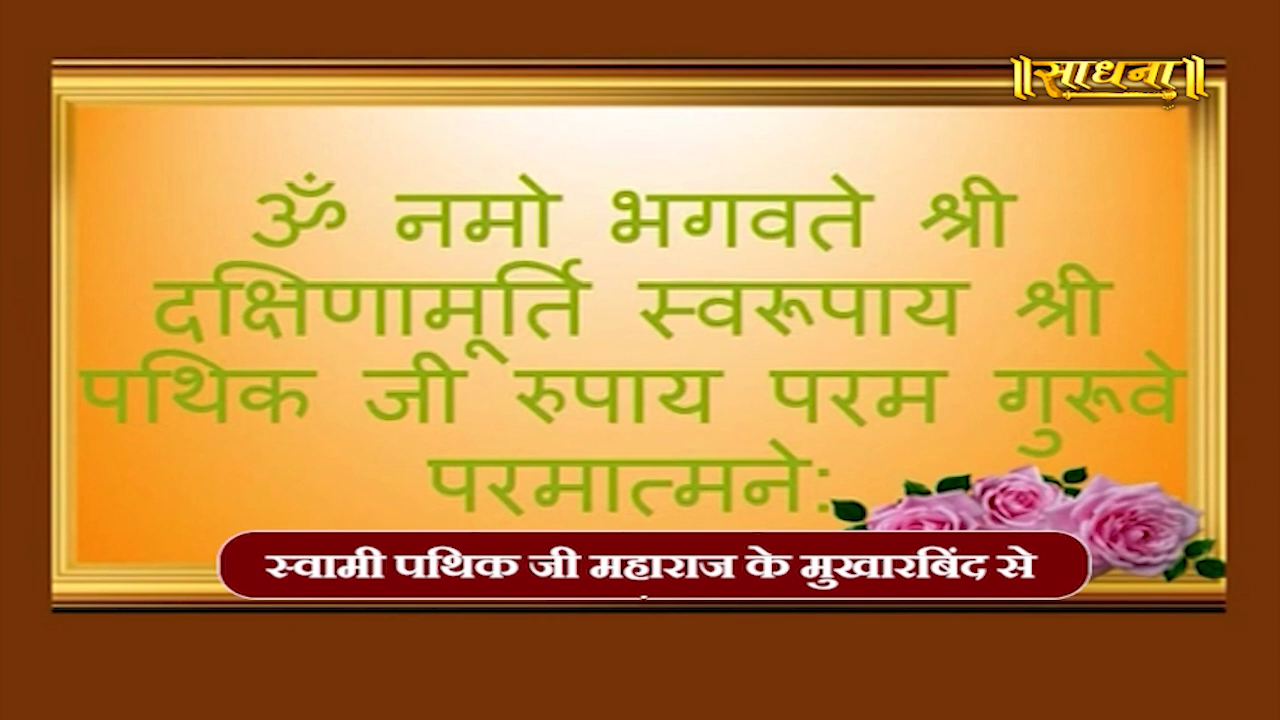 ॥साधना॥
ॐ नमो भगवते श्री
दक्षिणामूर्ति स्वरूपाय श्री
पथिक जी रुपाय परम गुरूवे
परमात्मने:
स्वामी पथिक जी महाराज के मुखारबिंद से